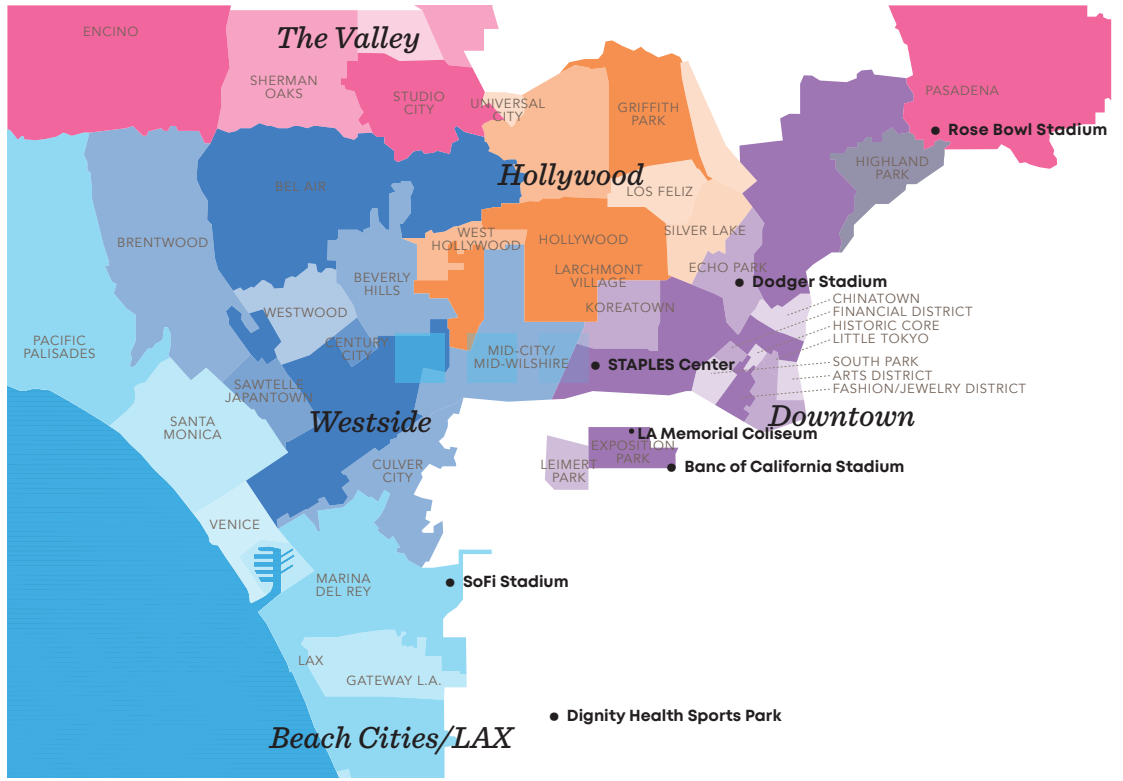 ENCINO
The Valley
SHERMAN
OAKS
STUDIO
CITY
UNIVERSAL
CITY
GRIFFITH
PARK
PASADENA
Rose Bowl Stadium
HIGHLAND
PARK
Hollywood
BEL AIR
LOS FELIZ
BRENTWOOD
WEST
HOLLYWOOD
HOLLYWOOD
SILVER LAKE
BEVERLY
HILLS
LARCHMONT
VILLAGE
ECHO PARK
Dodger Stadium
WESTWOOD
KOREATOWN
CHINATOWN
FINANCIAL DISTRICT
HISTORIC CORE
LITTLE TOKYO
PACIFIC
PALISADES
CENTURY
CITY
MID-CITY/
MID-WILSHIRE
STAPLES Center
SOUTH PARK
ARTS DISTRICT
FASHION/JEWELRY DISTRICT
SAWTELLE
JAPANTOWN
Westside
Downtown
SANTA
MONICA
LA Memorial Coliseum
EXPOSITION
PARK
LEIMERT
PARK
Banc of California Stadium
CULVER
CITY
VENICE
MARINA
DEL REY
SoFi Stadium
LAX
GATEWAY L.A.
Dignity Health Sports Park
Beach Cities/LAX